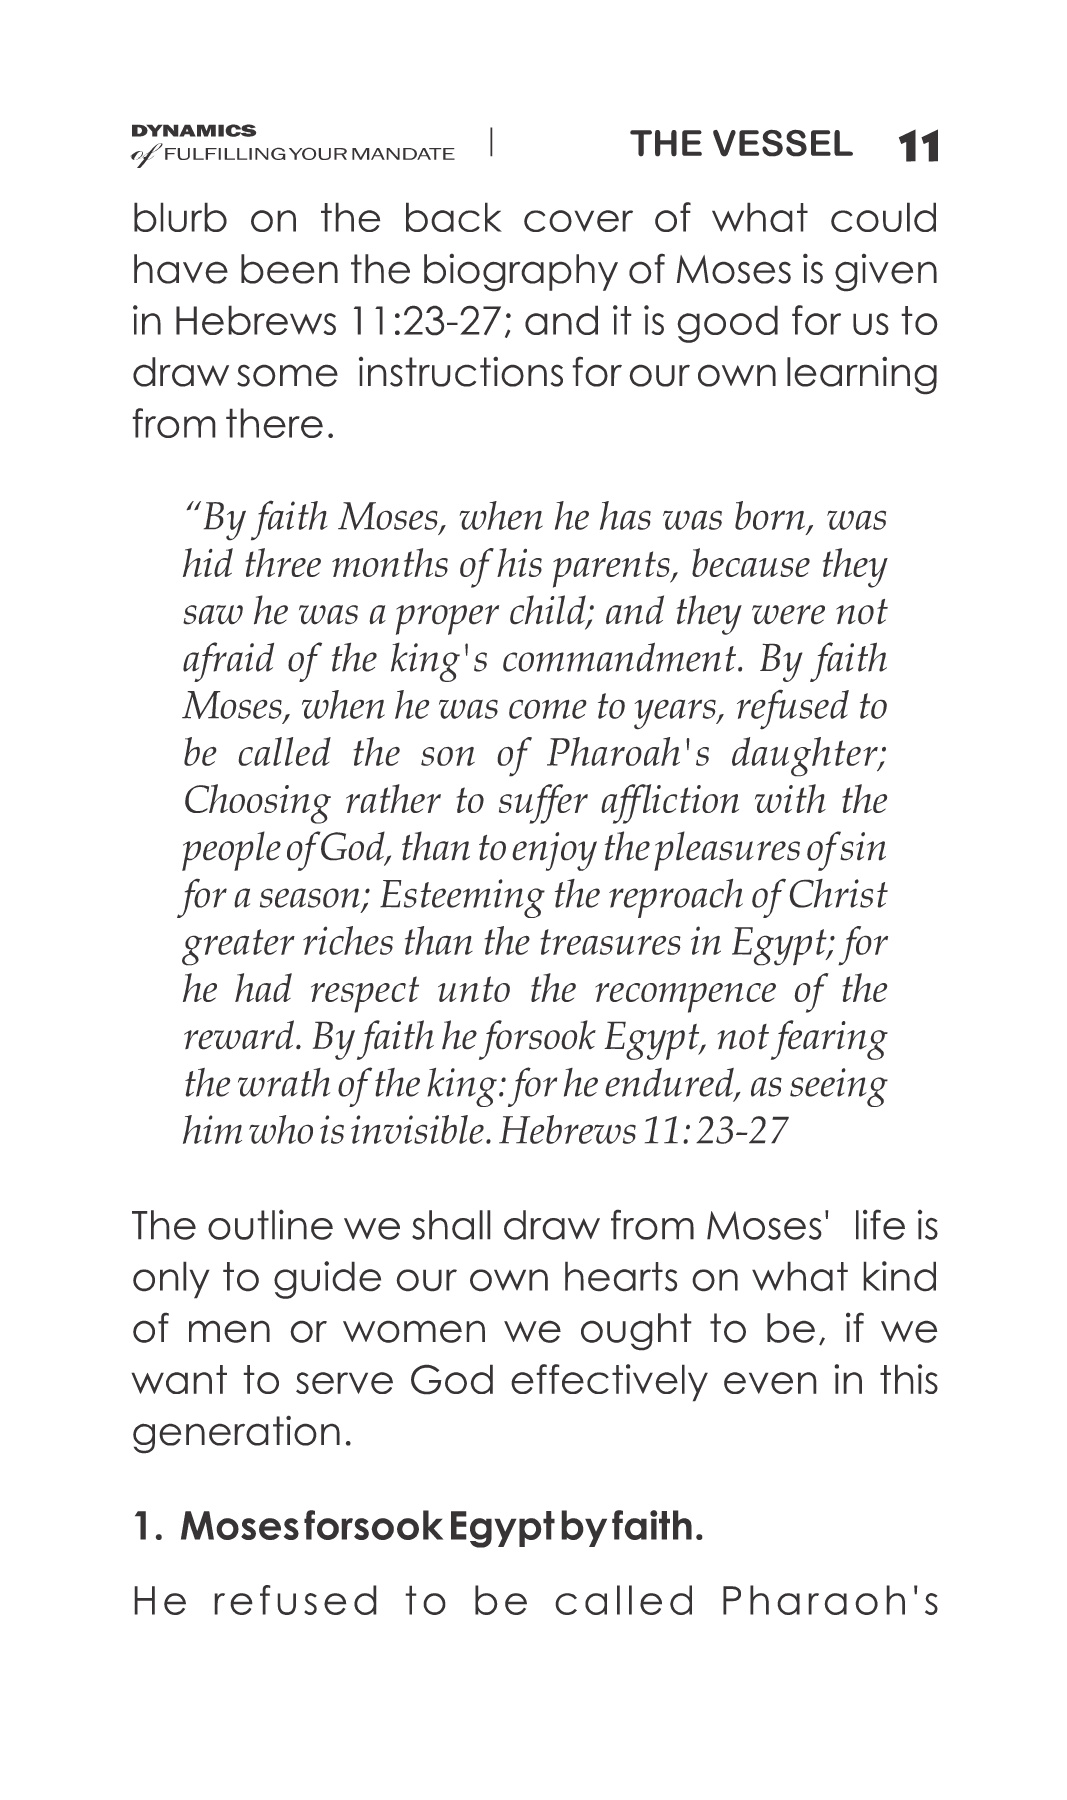 DYNAMICS
of FULFILLING YOUR MANDATE
THE VESSEL 11
blurb on the back cover of what could
have been the biography of Moses is given
in Hebrews 11:23-27; and it is good for us to
draw some instructions for our own learning
from there.
“By faith Moses, when he has was born, was
hid three months of his parents, because they
saw he was a proper child; and they were not
afraid of the king's commandment. By faith
Moses, when he was come to years, refused to
be called the son of Pharoah's daughter;
Choosing rather to suffer affliction with the
people of God, than to enjoy the pleasures of sin
for a season; Esteeming the reproach of Christ
greater riches than the treasures in Egypt; for
he had respect unto the recompence of the
reward. By faith he forsook Egypt, not fearing
the wrath of the king: for he endured, as seeing
him who is invisible. Hebrews 11: 23-27
The outline we shall draw from Moses' life is
only to guide our own hearts on what kind
of men or women we ought to be, if we
want to serve God effectively even in this
generation.
1. Moses forsook Egypt by faith.
He refused to be called Pharaoh's